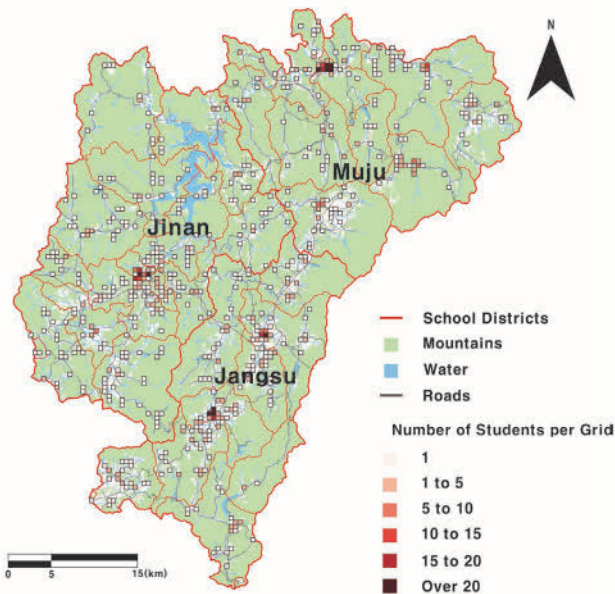 N
Muju
Jinan
Jangsu
School Districts
Mountains
Water
Roads
Number of Students per Grid
1
1 to 5
5 to 10
10 to 15
15 to 20
Over 20
0 5 15(km)